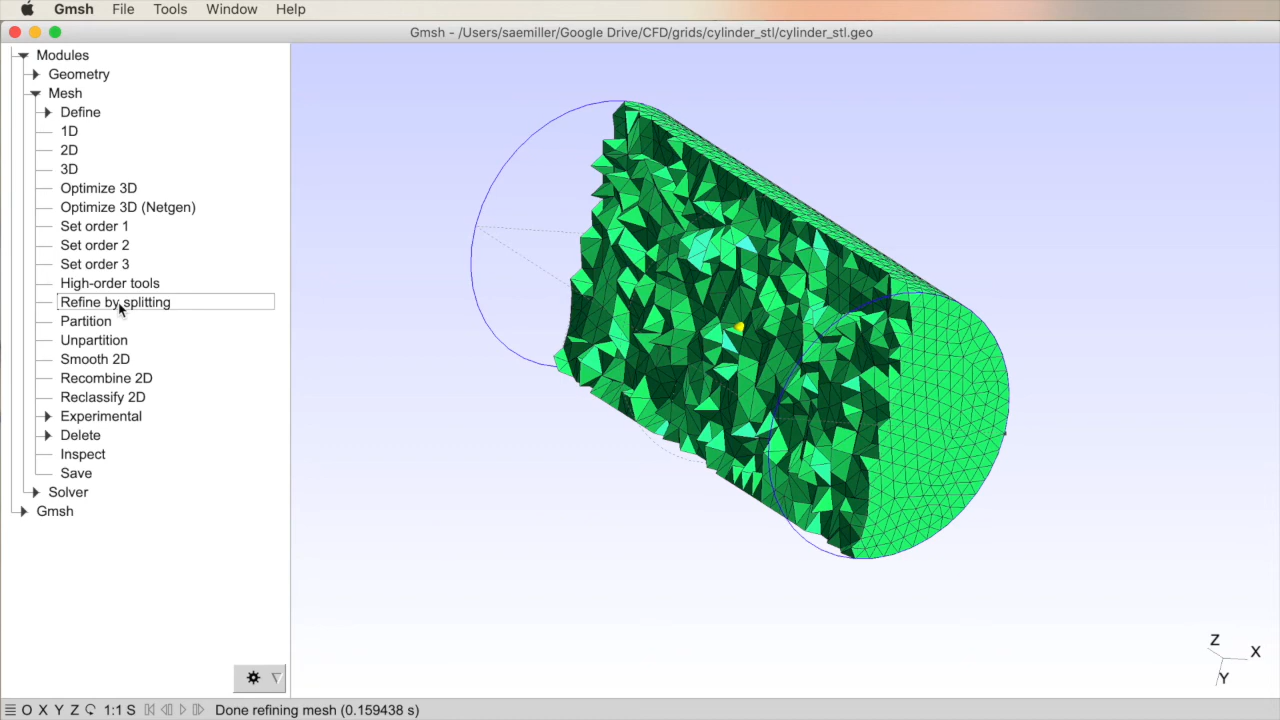 Gmsh File Tools Window Help
Gmsh - /Users/saemiller/Google Drive/CFD/grids/cylinder_stl/cylinder_stl.geo
Modules
Geometry
Mesh
Define
1D
2D
3D
Optimize 3D
Optimize 3D (Netgen)
Set order 1
Set order 2
Set order 3
High-order tools
Refine by splitting
Partition
Unpartition
Smooth 2D
Recombine 2D
Reclassify 2D
Experimental
Delete
Inspect
Save
Solver
Gmsh
Z
X
Y
O X Y Z 1:1 S Done refining mesh (0.159438 s)